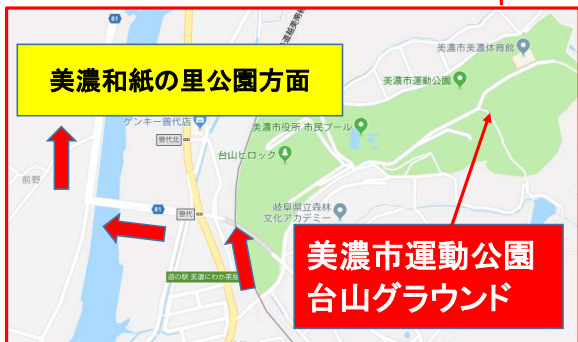 美濃和紙の里公園方面
美濃市美濃体育館
美濃市運動公園
ゲンキー曽代店
美濃市役所 市民プール
曽代北
台山ヒロック
前野
81
81
曽代
岐阜県立森林
文化アカデミー
道の駅 美濃にわか茶屋
美濃市運動公園
台山グラウンド